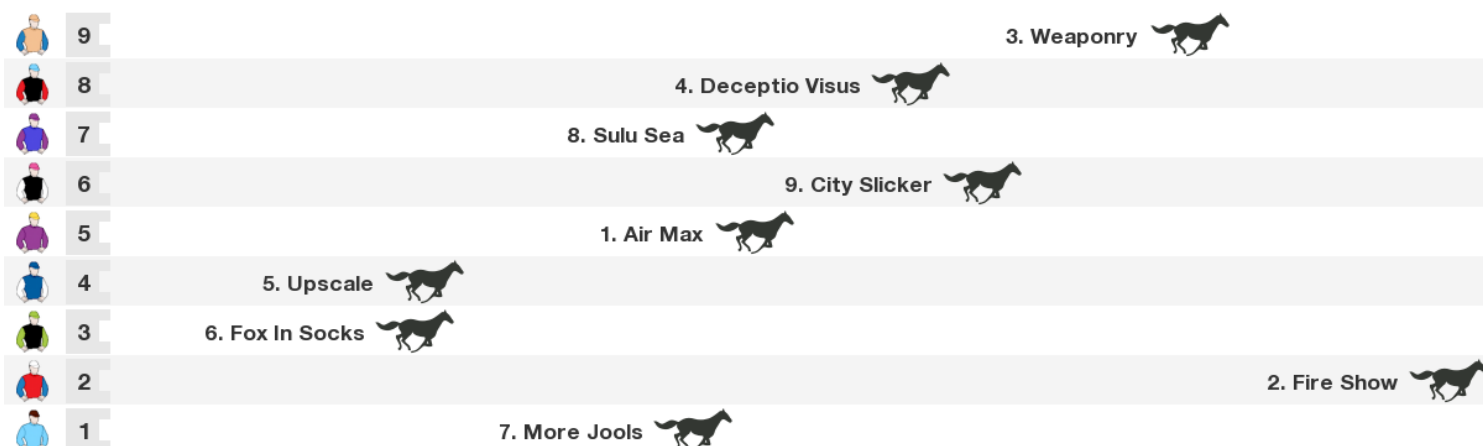 9 3. Weaponry
8 4. Deceptio Visus
7 8. Sulu Sea
6 9. City Slicker
5 1. Air Max
4 5. Upscale
3 6. Fox In Socks
2 2. Fire Show
1 7. More Jools